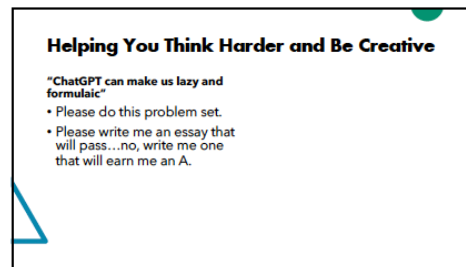 Helping You Think Harder and Be Creative
"ChatGPT can make us lazy and
formulaic"
• Please do this problem set.
• Please write me an essay that
will pass...no, write me one
that will earn me an A.